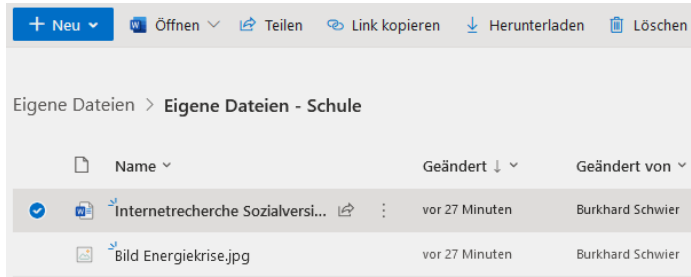 Neu Öffnen Teilen Link kopieren Herunterladen Löschen
Eigene Dateien > Eigene Dateien - Schule
Name Geändert ↓ Geändert von
Internetrecherche Sozialversi... vor 27 Minuten Burkhard Schwier
Bild Energiekrise.jpg vor 27 Minuten Burkhard Schwier